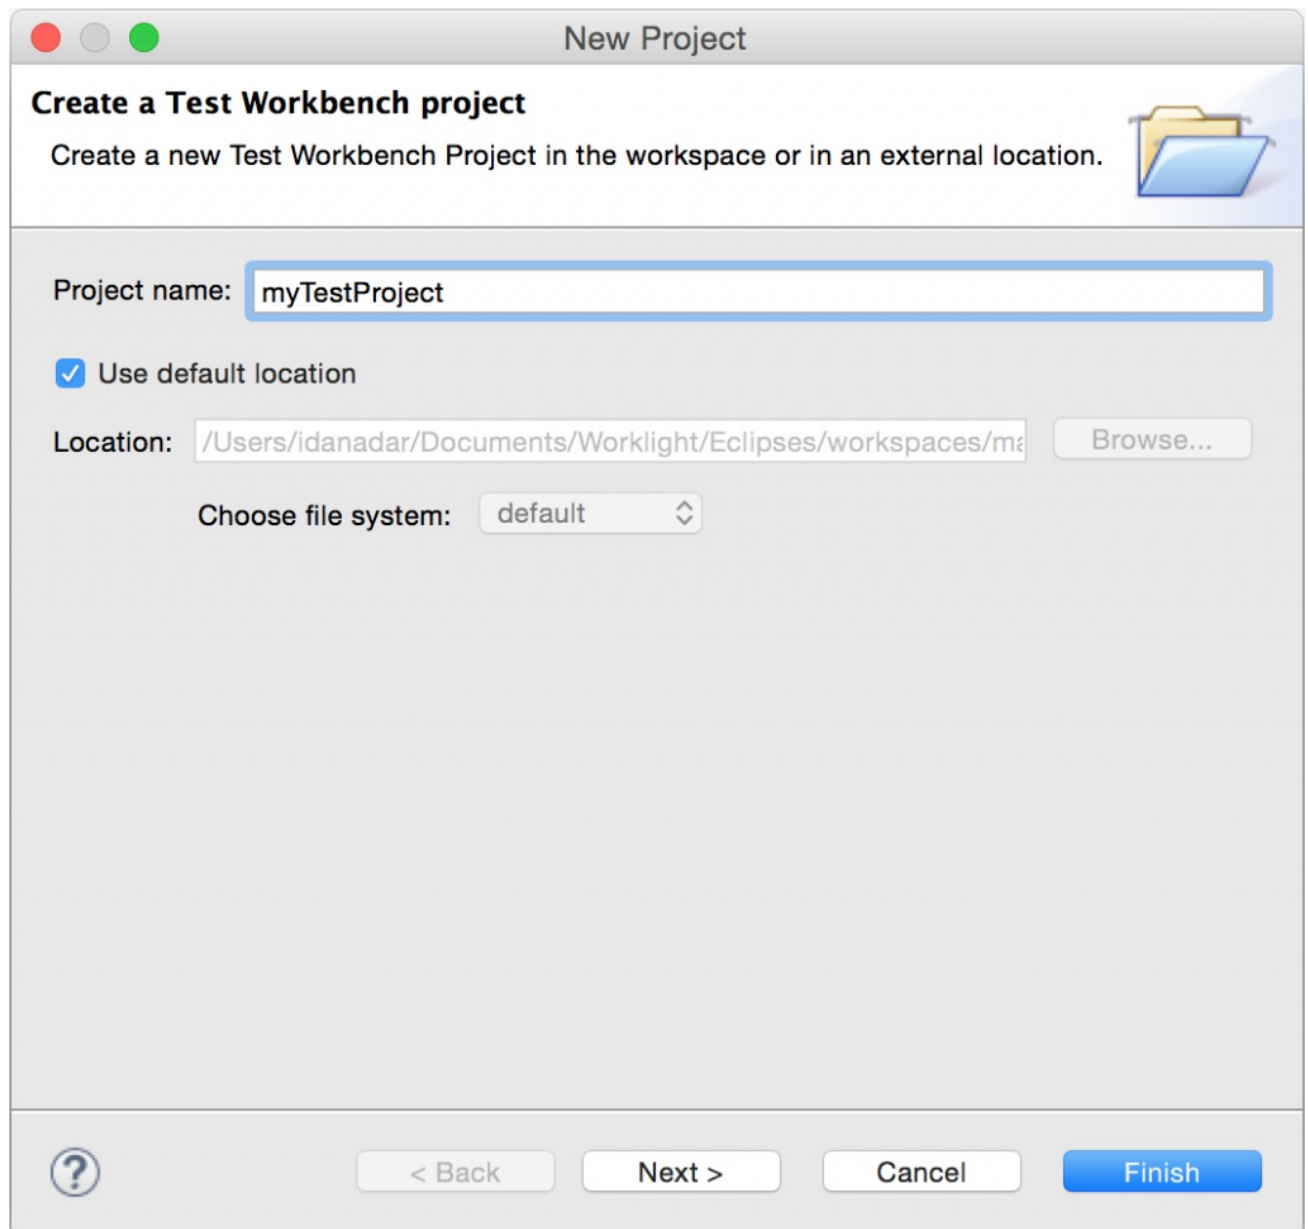 New Project
Create a Test Workbench project
Create a new Test Workbench Project in the workspace or in an external location.
Project name: myTestProject
Use default location
Location: /Users/idanadar/Documents/Worklight/Eclipses/workspaces/ma Browse...
Choose file system: default
? < Back Next > Cancel Finish